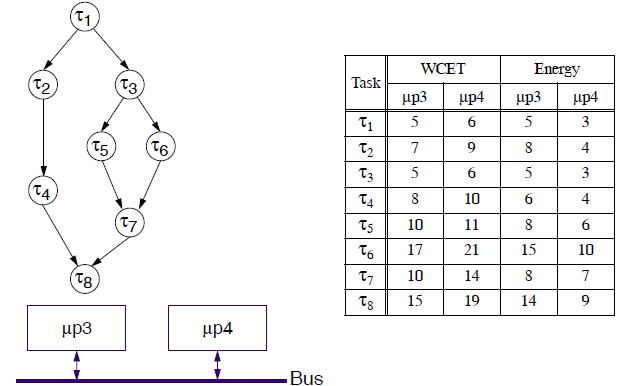 τ1
τ2 τ3
τ5 τ6
τ4
τ7
τ8
μp3 μp4
Bus
Task WCET Energy
μp3 μp4 μp3 μp4
τ1 5 6 5 3
τ2 7 9 8 4
τ3 5 6 5 3
τ4 8 10 6 4
τ5 10 11 8 6
τ6 17 21 15 10
τ7 10 14 8 7
τ8 15 19 14 9